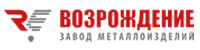 ВОЗРОЖДЕНИЕ
ЗАВОД МЕТАЛЛОИЗДЕЛИЙ